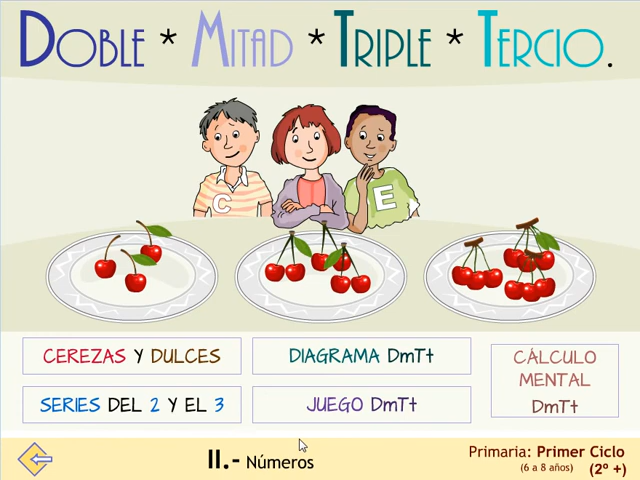 DOBLE * MITAD * TRIPLE * TERCIO.
C
E
CEREZAS Y DULCES
DIAGRAMA DmTt
CÁLCULO
MENTAL
DmTt
SERIES DEL 2 Y EL 3
JUEGO DmTt
II.- Números
Primaria: Primer Ciclo
(6 a 8 años) (2º +)